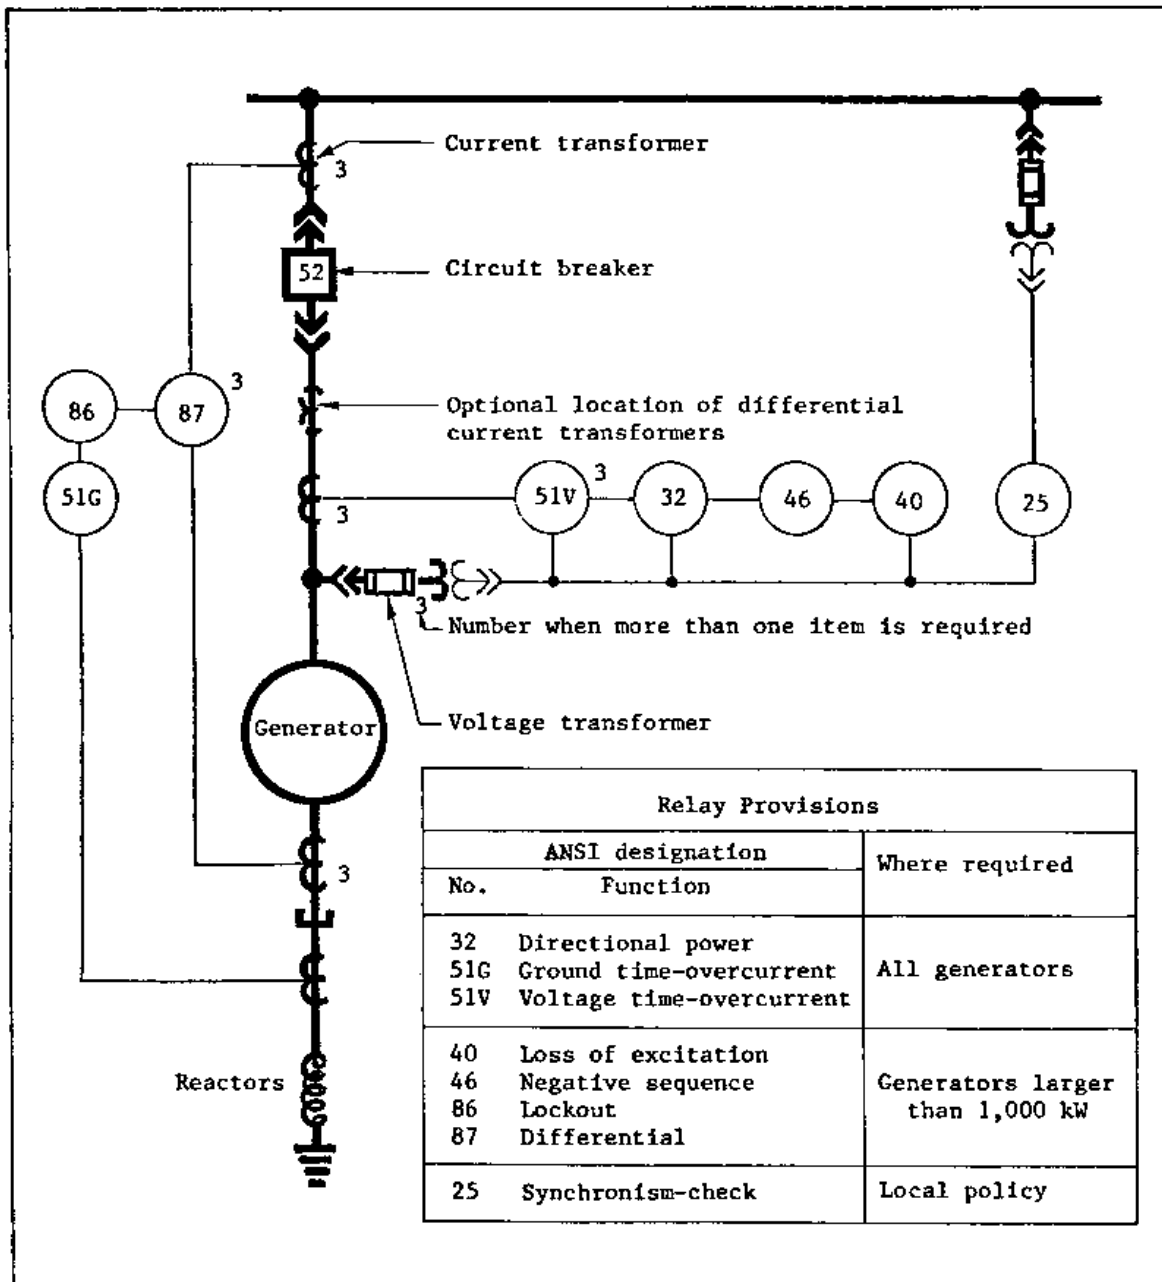 Current transformer
3
52
Circuit breaker
3
86
87
Optional location of differential
current transformers
51G
3
51V
3
32
46
40
25
3
Number when more than one item is required
Generator
Voltage transformer
3
Reactors
Relay Provisions
ANSI designation
Where required
No. Function
32 Directional power
51G Ground time-overcurrent
51V Voltage time-overcurrent
All generators
40 Loss of excitation
46 Negative sequence
86 Lockout
87 Differential
Generators larger
than 1,000 kW
25 Synchronism-check
Local policy